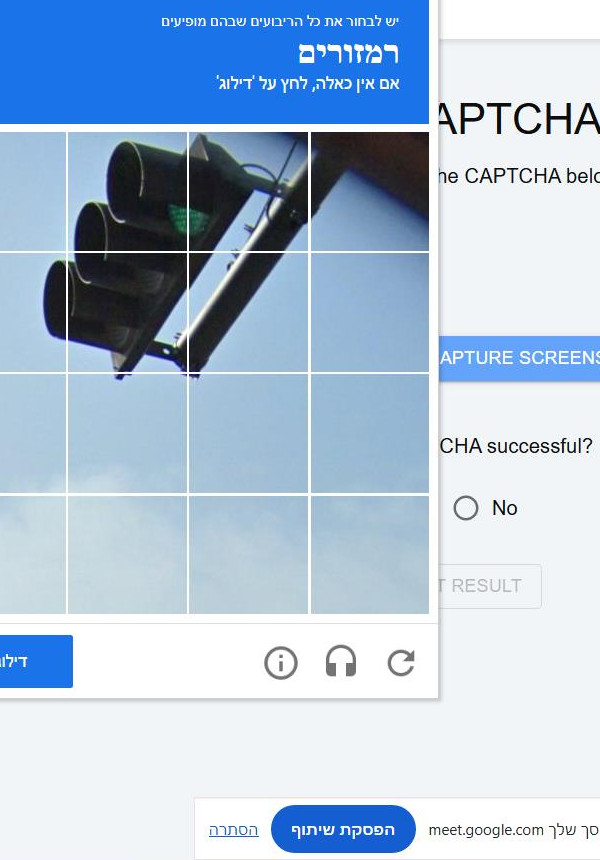 יש לבחור את כל הריבועים שבהם מופיעים
רמזורים
אם אין כאלה, לחץ על 'דילוג'
APTCHA
he CAPTCHA belo
APTURE SCREENS
CHA successful?
No
T RESULT
דילו
סך שלך meet.google.com
הפסקת שיתוף
הסתרה